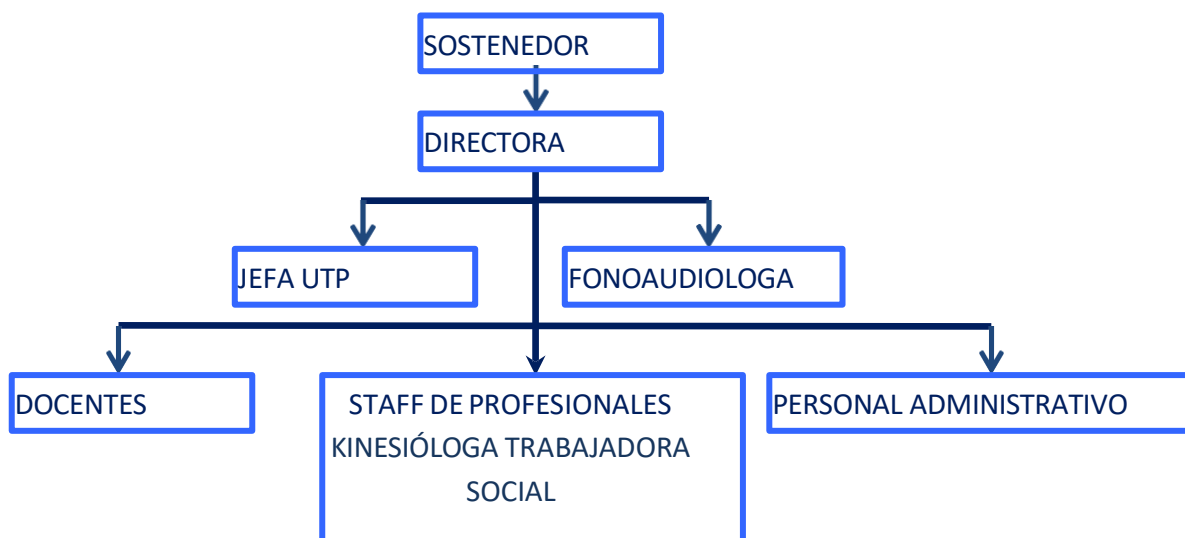 SOSTENEDOR
DIRECTORA
JEFA UTP
FONOAUDIOLOGA
DOCENTES
STAFF DE PROFESIONALES
KINESIÓLOGA TRABAJADORA
SOCIAL
PERSONAL ADMINISTRATIVO